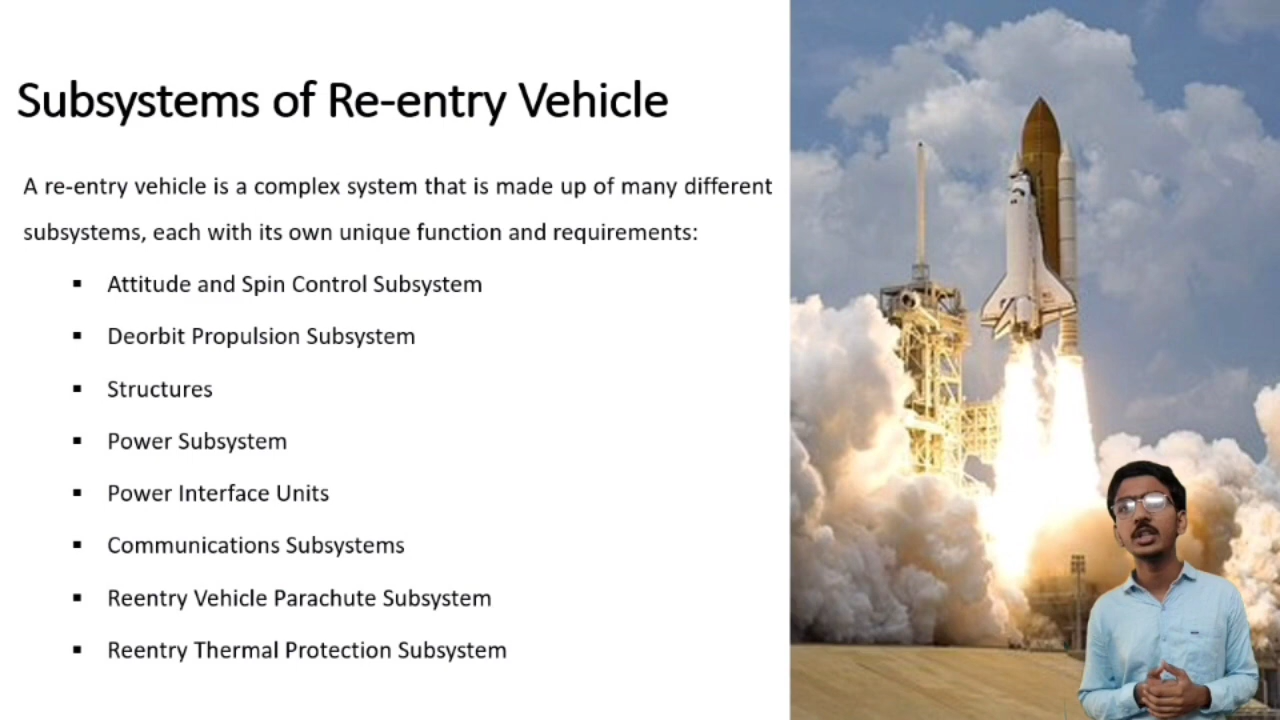 Subsystems of Re-entry Vehicle
A re-entry vehicle is a complex system that is made up of many different
subsystems, each with its own unique function and requirements:
▪ Attitude and Spin Control Subsystem
▪ Deorbit Propulsion Subsystem
▪ Structures
▪ Power Subsystem
▪ Power Interface Units
▪ Communications Subsystems
▪ Reentry Vehicle Parachute Subsystem
▪ Reentry Thermal Protection Subsystem